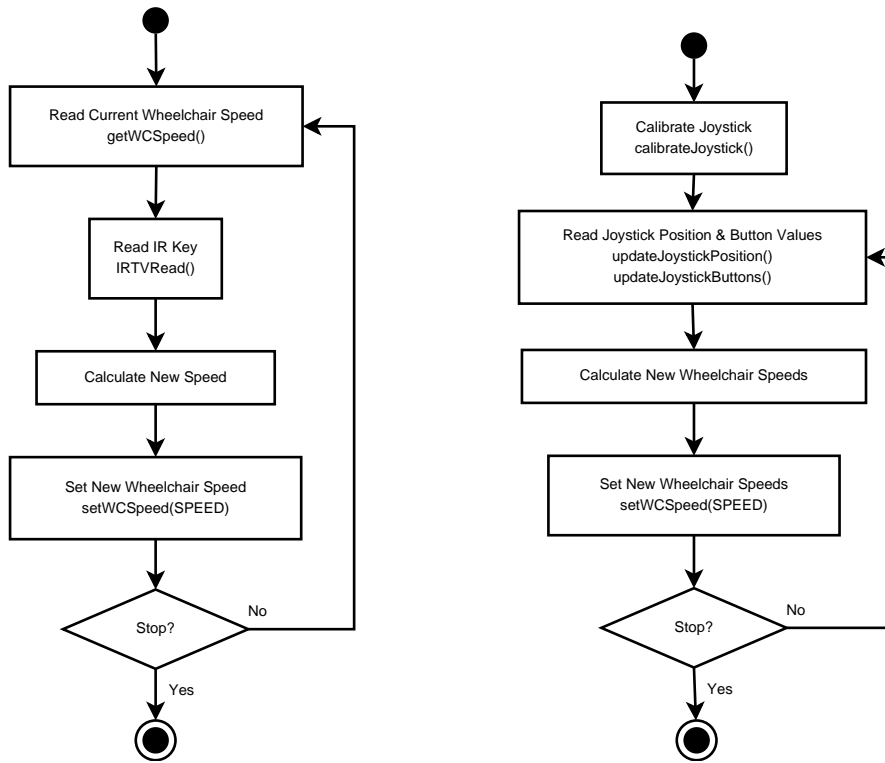 Read Current Wheelchair Speed
getWCSpeed()
Read IR Key
IRTVRead()
Calculate New Speed
Set New Wheelchair Speed
setWCSpeed(SPEED)
Stop?
No
Yes
Calibrate Joystick
calibrateJoystick()
Read Joystick Position & Button Values
updateJoystickPosition()
updateJoystickButtons()
Calculate New Wheelchair Speeds
Set New Wheelchair Speeds
setWCSpeed(SPEED)
Stop?
No
Yes